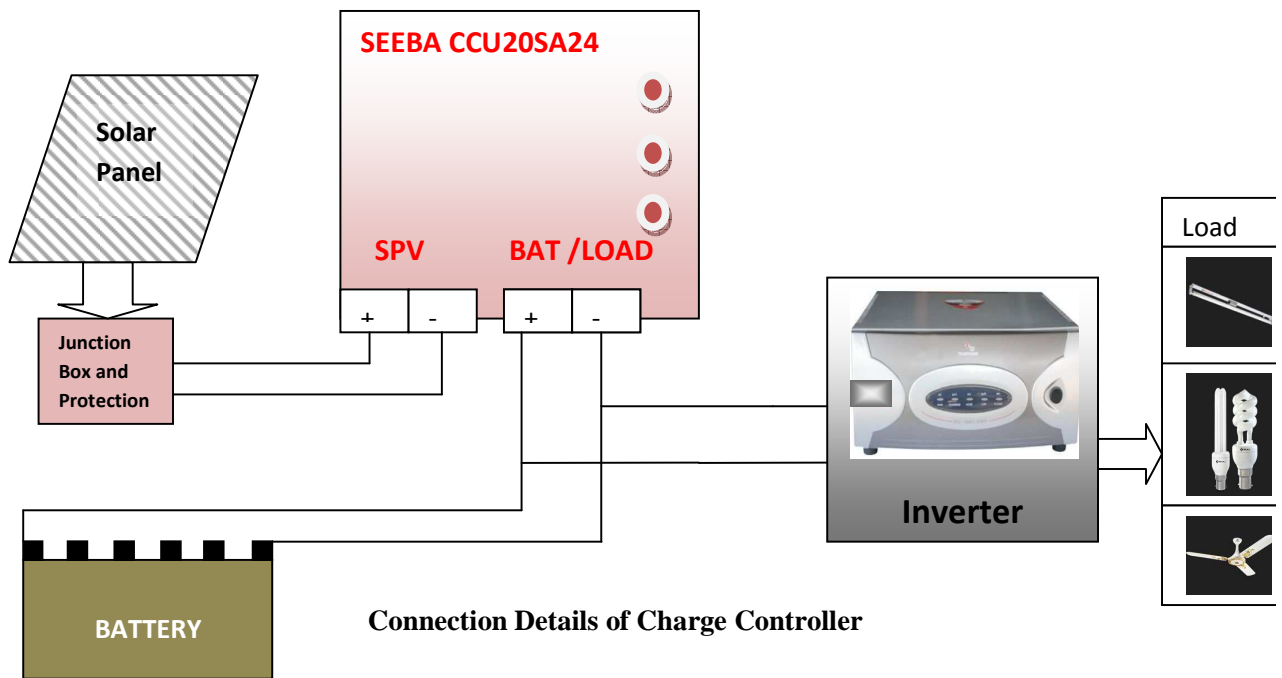 SEEBA CCU20SA24
Solar
Panel
SPV
BAT /LOAD
+
-
+
-
Junction
Box and
Protection
Load
Inverter
BATTERY
Connection Details of Charge Controller